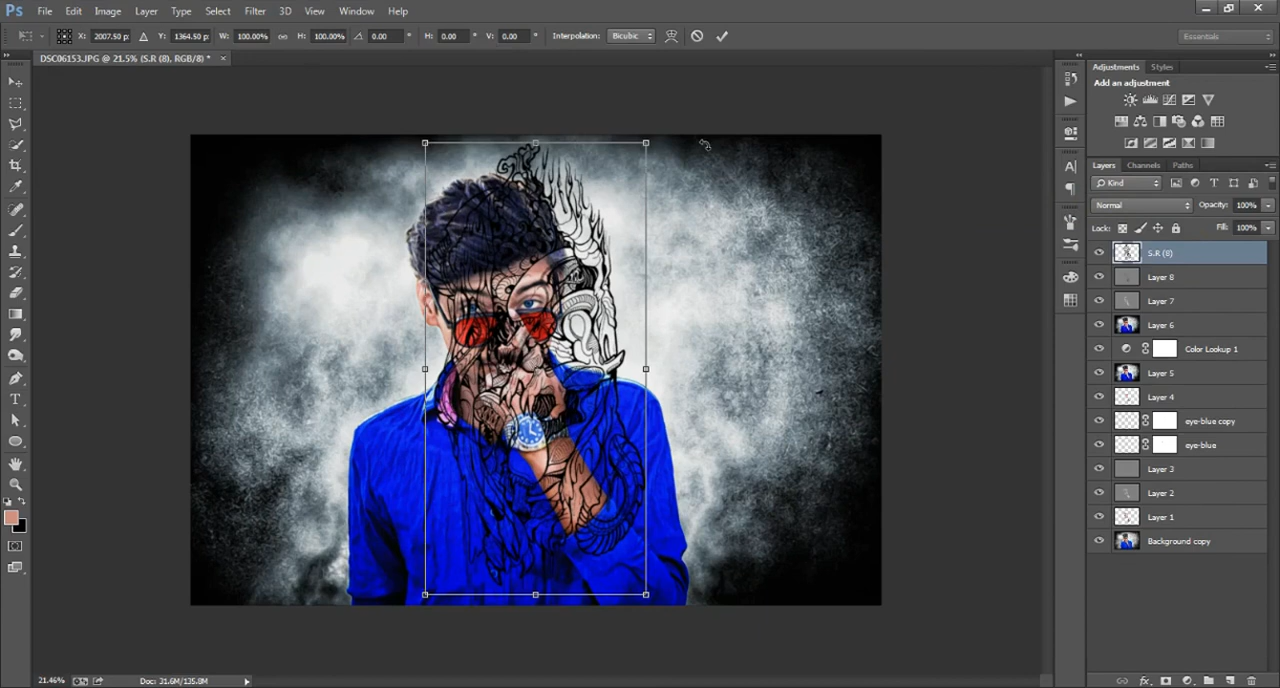 Ps File Edit Image Layer Type Select Filter 3D View Window Help
X: 2007.50 p: Y: 1364.50 p: W: 100.00% H: 100.00% 0.00 ° H: 0.00 ° V: 0.00 ° Interpolation: Bicubic Essentials
DSC06153.JPG @ 21.5% (S.R (8), RGB/8) * ×
Adjustments Styles
Add an adjustment
Layers Channels Paths
Kind
Normal Opacity: 100%
Lock: Fill: 100%
S.R (8)
Layer 8
Layer 7
Layer 6
Color Lookup 1
Layer 5
Layer 4
eye-blue copy
eye-blue
Layer 3
Layer 2
Layer 1
Background copy
21.46% Doc: 31.6M/135.8M